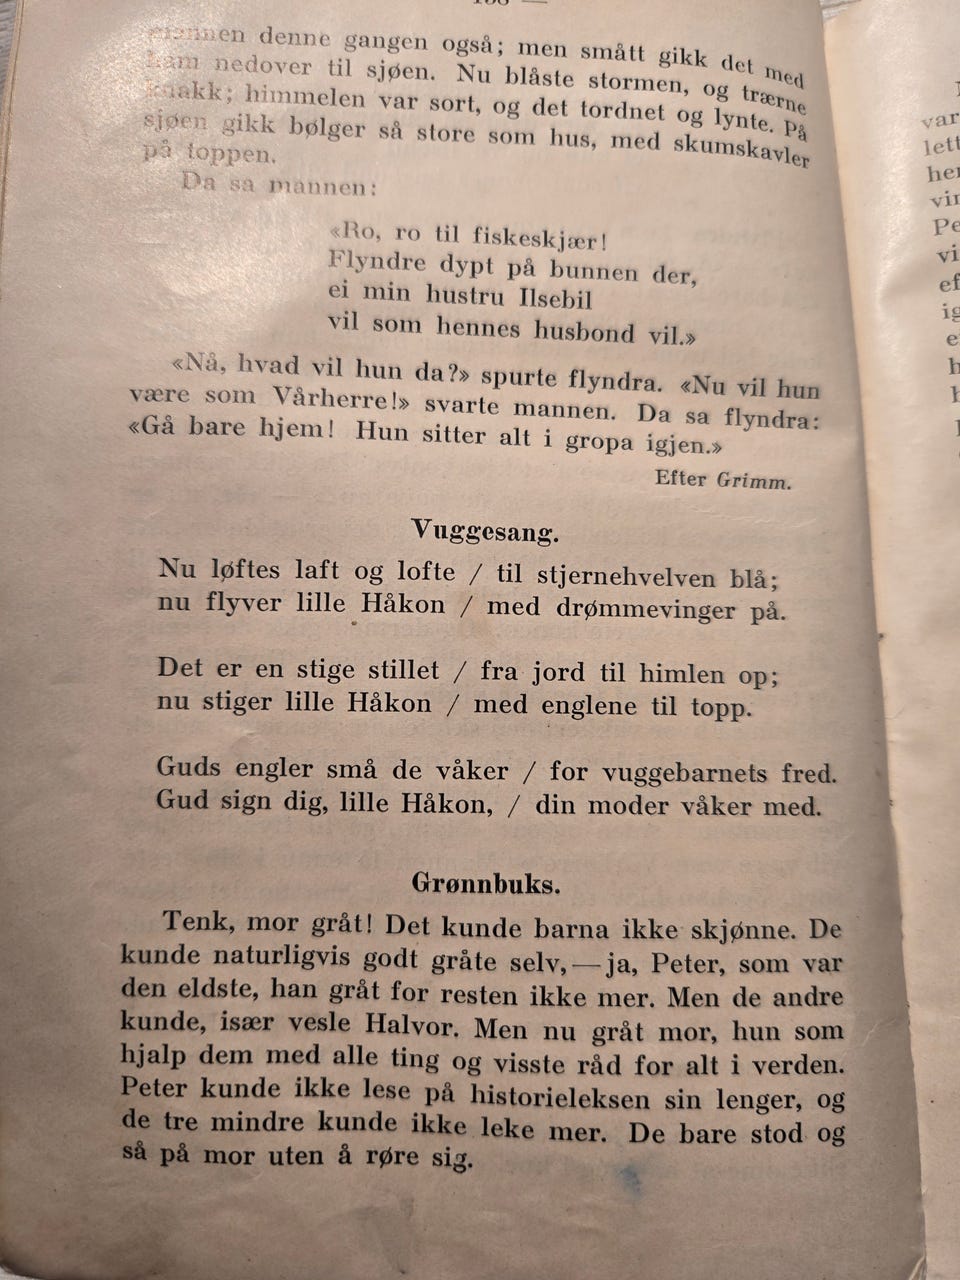 mannen denne gangen også; men smått gikk det med
ham nedover til sjøen. Nu blåste stormen, og trærne
knakk; himmelen var sort, og det tordnet og lynte. På
sjøen gikk bølger så store som hus, med skumskavler
på toppen.
Da sa mannen:
«Ro, ro til fiskeskjær!
Flyndre dypt på bunnen der,
ei min hustru Ilsebil
vil som hennes husbond vil.»
«Nå, hvad vil hun da?» spurte flyndra. «Nu vil hun
være som Vårherre!» svarte mannen. Da sa flyndra:
«Gå bare hjem! Hun sitter alt i gropa igjen.»
Efter Grimm.
Vuggesang.
Nu løftes laft og lofte / til stjernehvelven blå;
nu flyver lille Håkon / med drømmevinger på.
Det er en stige stillet / fra jord til himlen op;
nu stiger lille Håkon / med englene til topp.
Guds engler små de våker / for vuggebarnets fred.
Gud sign dig, lille Håkon, / din moder våker med.
Grønnbuks.
Tenk, mor gråt! Det kunde barna ikke skjønne. De
kunde naturligvis godt gråte selv, — ja, Peter, som var
den eldste, han gråt for resten ikke mer. Men de andre
kunde, især vesle Halvor. Men nu gråt mor, hun som
hjalp dem med alle ting og visste råd for alt i verden.
Peter kunde ikke lese på historieleksen sin lenger, og
de tre mindre kunde ikke leke mer. De bare stod og
så på mor uten å røre sig.